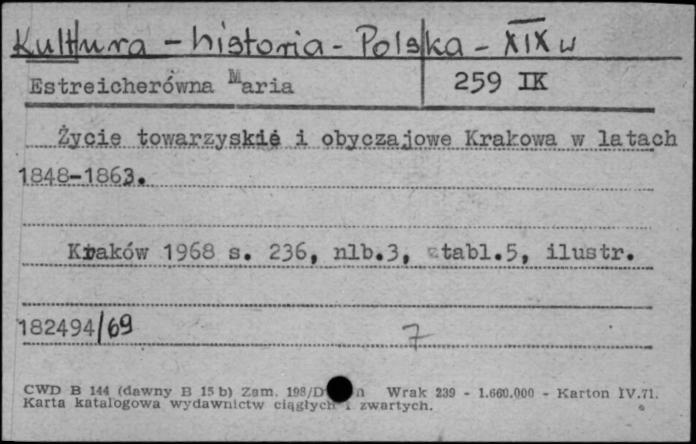 Kultura - historia - Polska - XIX w
Estreicherówna Maria 259 IK
Życie towarzyskie i obyczajowe Krakowa w latach
1848-1863.
Kraków 1968 s. 236, nlb.3, tabl.5, ilustr.
182494/69 7
CWD B 144 (dawny B 15 b) Zam. 198/D Wrak 239 - 1.660.000 - Karton IV.71.
Karta katalogowa wydawnictw ciągłych i zwartych.